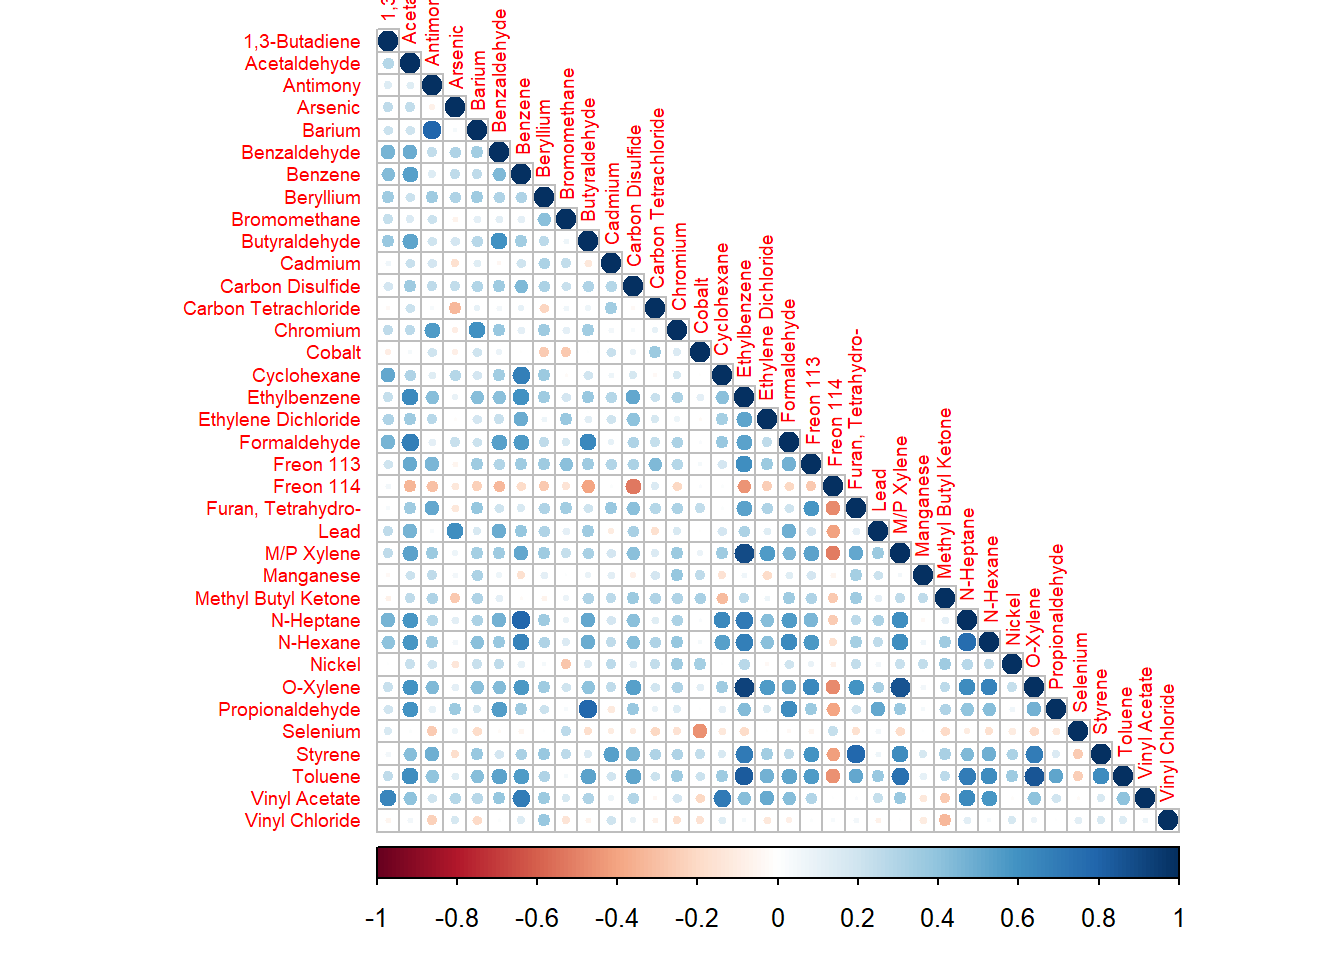 1,3-Butadiene
Acetaldehyde
Antimony
Arsenic
Barium
Benzaldehyde
Benzene
Beryllium
Bromomethane
Butyraldehyde
Cadmium
Carbon Disulfide
Carbon Tetrachloride
Chromium
Cobalt
Cyclohexane
Ethylbenzene
Ethylene Dichloride
Formaldehyde
Freon 113
Freon 114
Furan, Tetrahydro-
Lead
M/P Xylene
Manganese
Methyl Butyl Ketone
N-Heptane
N-Hexane
Nickel
O-Xylene
Propionaldehyde
Selenium
Styrene
Toluene
Vinyl Acetate
Vinyl Chloride
1,3
Aceta
Antimon
Arsenic
Barium
Benzaldehyde
Benzene
Beryllium
Bromomethane
Butyraldehyde
Cadmium
Carbon Disulfide
Carbon Tetrachloride
Chromium
Cobalt
Cyclohexane
Ethylbenzene
Ethylene Dichloride
Formaldehyde
Freon 113
Freon 114
Furan, Tetrahydro-
Lead
M/P Xylene
Manganese
Methyl Butyl Ketone
N-Heptane
N-Hexane
Nickel
O-Xylene
Propionaldehyde
Selenium
Styrene
Toluene
Vinyl Acetate
Vinyl Chloride
-1 -0.8 -0.6 -0.4 -0.2 0 0.2 0.4 0.6 0.8 1